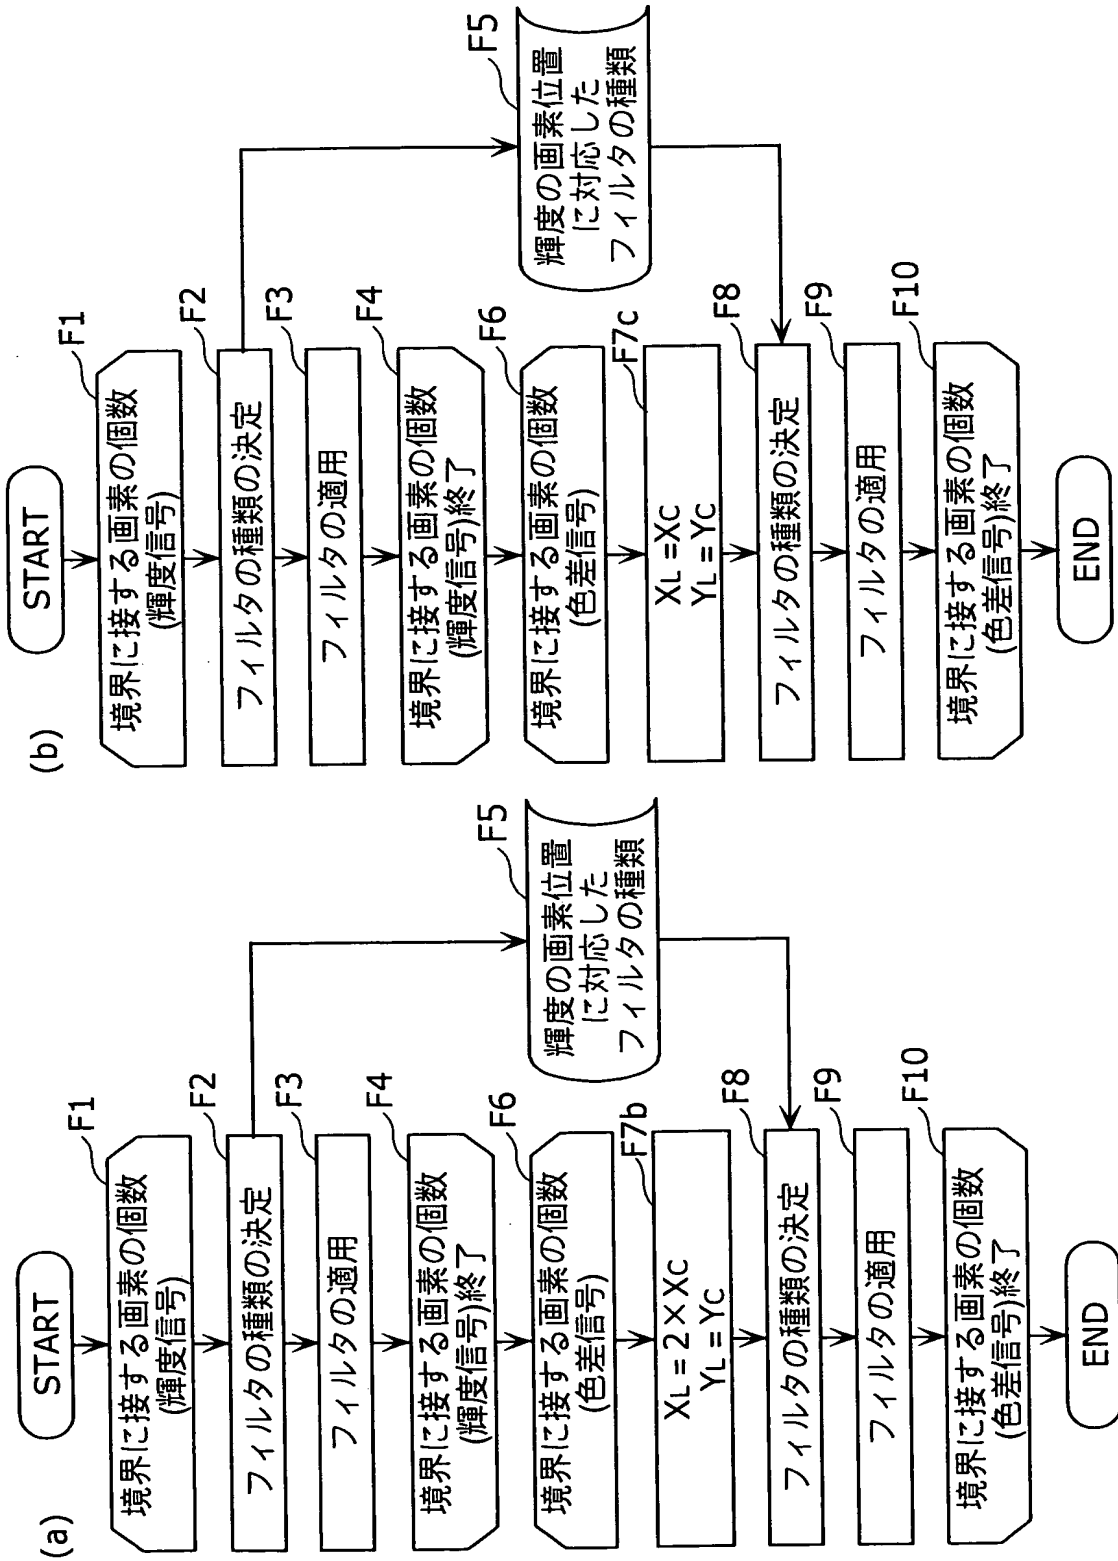 (a)
START
F1
境界に接する画素の個数
(輝度信号)
F2
フィルタの種類の決定
F3
フィルタの適用
F4
境界に接する画素の個数
(輝度信号)終了
F5
輝度の画素位置
に対応した
フィルタの種類
F6
境界に接する画素の個数
(色差信号)
F7b
XL = 2 × XC
YL = YC
F8
フィルタの種類の決定
F9
フィルタの適用
F10
境界に接する画素の個数
(色差信号)終了
END
(b)
START
F1
境界に接する画素の個数
(輝度信号)
F2
フィルタの種類の決定
F3
フィルタの適用
F4
境界に接する画素の個数
(輝度信号)終了
F5
輝度の画素位置
に対応した
フィルタの種類
F6
境界に接する画素の個数
(色差信号)
F7c
XL = XC
YL = YC
F8
フィルタの種類の決定
F9
フィルタの適用
F10
境界に接する画素の個数
(色差信号)終了
END